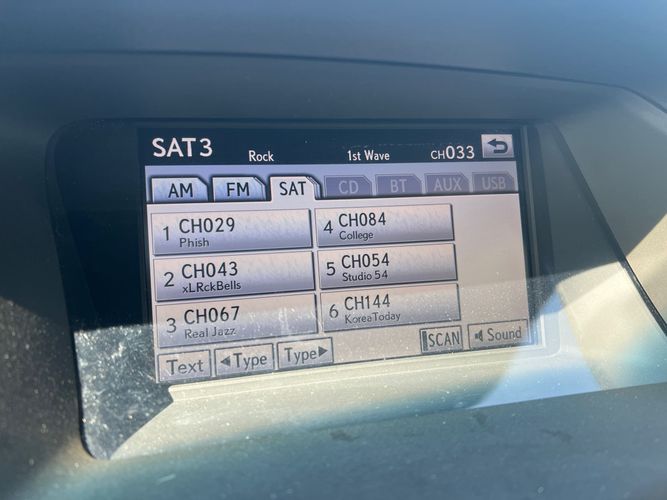 SAT3 Rock 1st Wave CH033
AM FM SAT CD BT AUX USB
1 CH029
Phish
4 CH084
College
2 CH043
xLRckBells
5 CH054
Studio 54
3 CH067
Real Jazz
6 CH144
KoreaToday
Text ◀Type Type▶ SCAN Sound